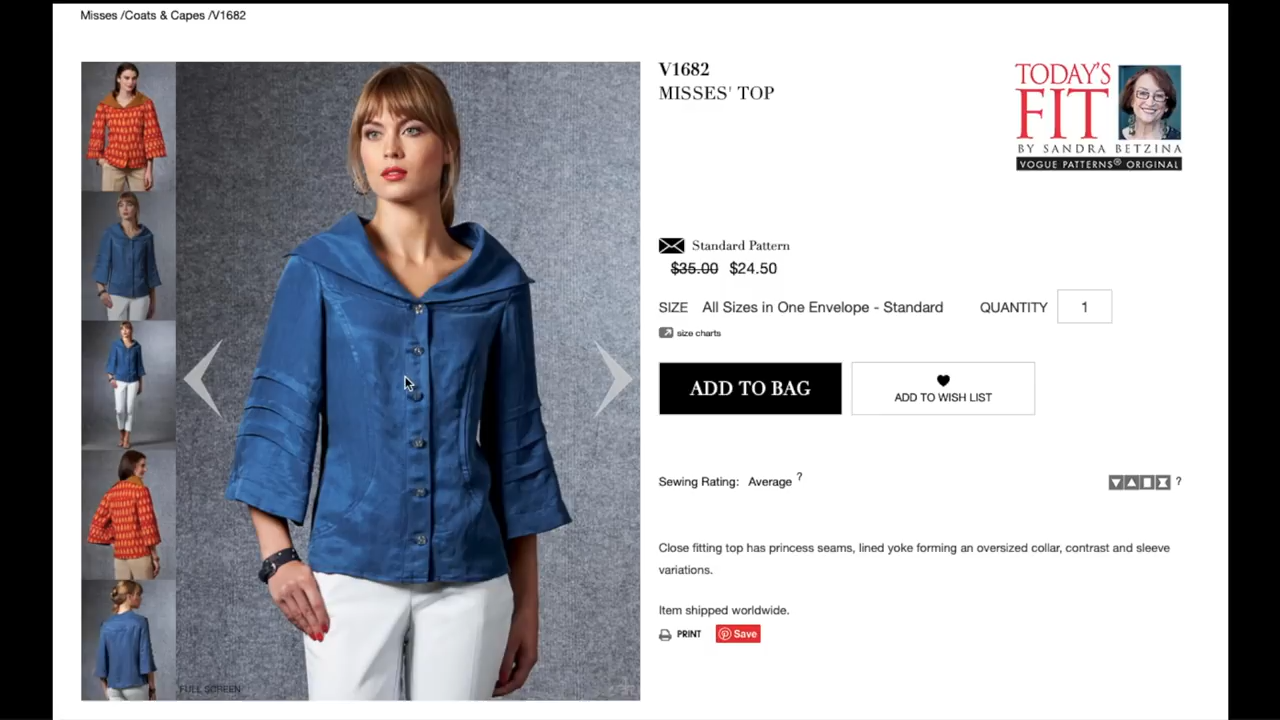 Misses /Coats & Capes /V1682
V1682
MISSES' TOP
TODAY'S
FIT
BY SANDRA BETZINA
VOGUE PATTERNS® ORIGINAL
Standard Pattern
$35.00 $24.50
SIZE All Sizes in One Envelope - Standard QUANTITY 1
size charts
ADD TO BAG
ADD TO WISH LIST
Sewing Rating: Average ? ?
Close fitting top has princess seams, lined yoke forming an oversized collar, contrast and sleeve
variations.
Item shipped worldwide.
PRINT Save
FULL SCREEN